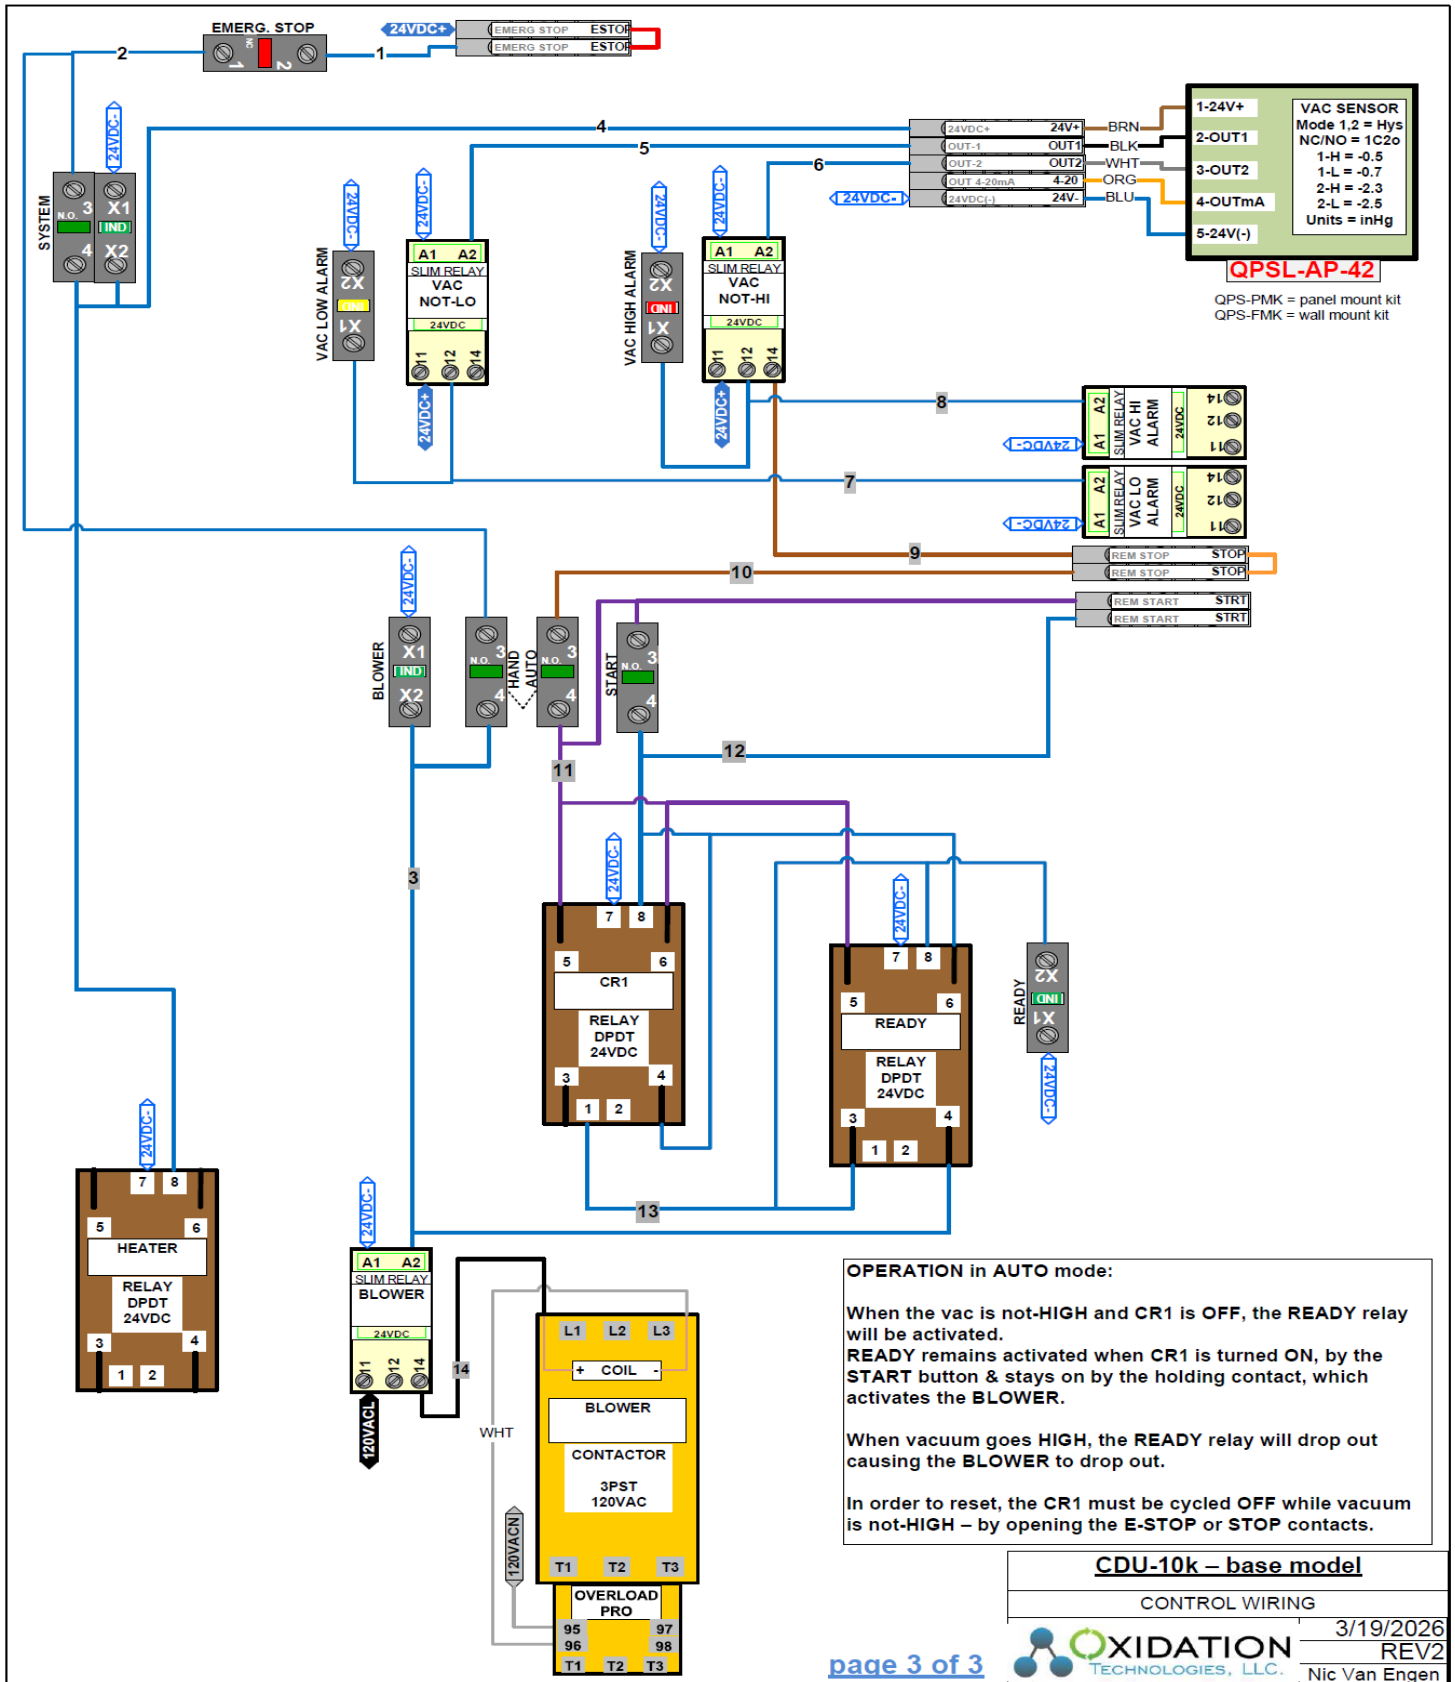 EMERG. STOP
24VDC+
EMERG STOP ESTOP
EMERG STOP ESTOP
2
NC
1 2
1
24VDC-
SYSTEM
3
N.O.
4
X1
IND
X2
4
5
6
24VDC+ 24V+ BRN
OUT-1 OUT1 BLK
OUT-2 OUT2 WHT
OUT 4-20mA 4-20 ORG
24VDC- 24VDC(-) 24V- BLU
1-24V+
2-OUT1
3-OUT2
4-OUTmA
5-24V(-)
VAC SENSOR
Mode 1,2 = Hys
NC/NO = 1C2o
1-H = -0.5
1-L = -0.7
2-H = -2.3
2-L = -2.5
Units = inHg
QPSL-AP-42
QPS-PMK = panel mount kit
QPS-FMK = wall mount kit
24VDC-
VAC LOW ALARM
X2
IND
X1
24VDC-
A1 A2
SLIM RELAY
VAC
NOT-LO
24VDC
11 12 14
24VDC+
24VDC-
VAC HIGH ALARM
X2
IND
X1
24VDC-
A1 A2
SLIM RELAY
VAC
NOT-HI
24VDC
11 12 14
24VDC+
8
24VDC-
A1 A2
SLIM RELAY
VAC HI
ALARM
24VDC
11 12 14
7
24VDC-
A1 A2
SLIM RELAY
VAC LO
ALARM
24VDC
11 12 14
9
REM STOP STOP
10
REM STOP STOP
REM START STRT
REM START STRT
24VDC-
BLOWER
X1
IND
X2
3
N.O.
4
HAND
AUTO
3
N.O.
4
START
3
N.O.
4
12
11
3
24VDC-
7 8
5 6
CR1
RELAY
DPDT
24VDC
3 4
1 2
24VDC-
7 8
5 6
READY
RELAY
DPDT
24VDC
3 4
1 2
READY
X2
IND
X1
24VDC-
13
24VDC-
7 8
5 6
HEATER
RELAY
DPDT
24VDC
3 4
1 2
24VDC-
A1 A2
SLIM RELAY
BLOWER
24VDC
11 12 14
120VACL
14
WHT
120VACN
L1 L2 L3
+ COIL -
BLOWER
CONTACTOR
3PST
120VAC
T1 T2 T3
OVERLOAD
PRO
95 97
96 98
T1 T2 T3
OPERATION in AUTO mode:
When the vac is not-HIGH and CR1 is OFF, the READY relay
will be activated.
READY remains activated when CR1 is turned ON, by the
START button & stays on by the holding contact, which
activates the BLOWER.
When vacuum goes HIGH, the READY relay will drop out
causing the BLOWER to drop out.
In order to reset, the CR1 must be cycled OFF while vacuum
is not-HIGH – by opening the E-STOP or STOP contacts.
CDU-10k – base model
CONTROL WIRING
OXIDATION
TECHNOLOGIES, LLC.
3/19/2026
REV2
Nic Van Engen
page 3 of 3